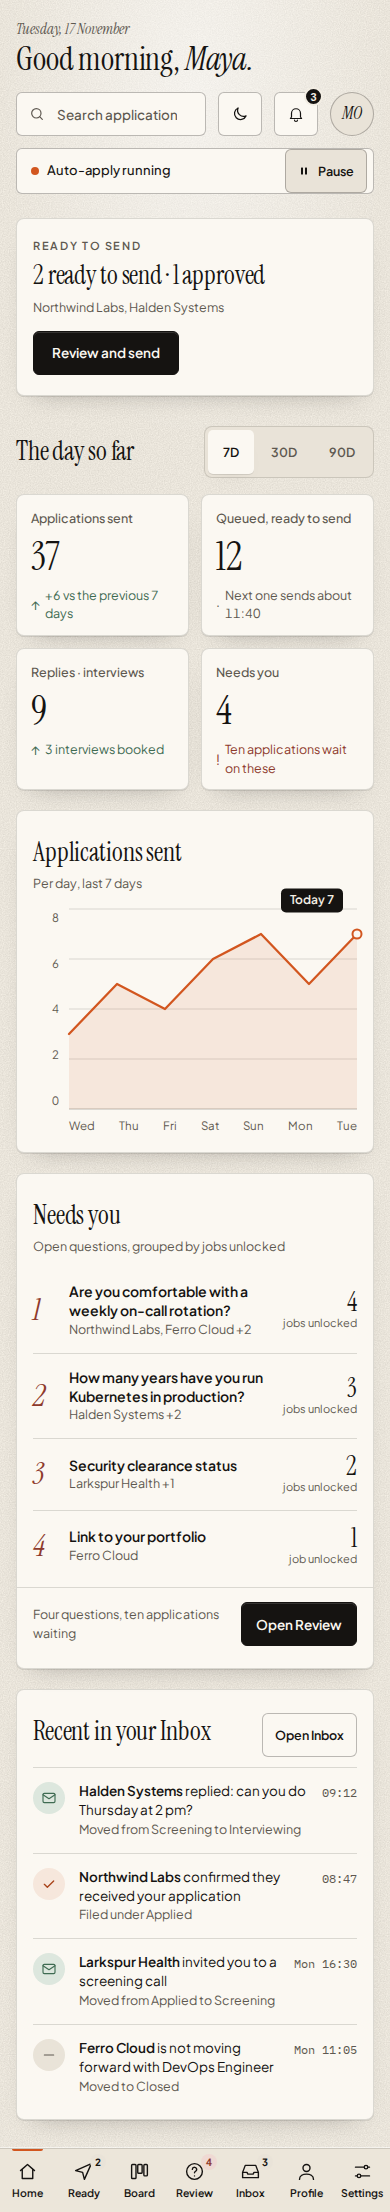 Tuesday, 17 November
Good morning, Maya.
Search application
3
MO
Auto-apply running
Pause
READY TO SEND
2 ready to send · 1 approved
Northwind Labs, Halden Systems
Review and send
The day so far
7D 30D 90D
Applications sent
37
↑ +6 vs the previous 7
days
Queued, ready to send
12
· Next one sends about
11:40
Replies · interviews
9
↑ 3 interviews booked
Needs you
4
! Ten applications wait
on these
Applications sent
Per day, last 7 days
Today 7
8
6
4
2
0
Wed Thu Fri Sat Sun Mon Tue
Needs you
Open questions, grouped by jobs unlocked
1
Are you comfortable with a
weekly on-call rotation?
Northwind Labs, Ferro Cloud +2
4
jobs unlocked
2
How many years have you run
Kubernetes in production?
Halden Systems +2
3
jobs unlocked
3
Security clearance status
Larkspur Health +1
2
jobs unlocked
4
Link to your portfolio
Ferro Cloud
1
job unlocked
Four questions, ten applications
waiting
Open Review
Recent in your Inbox
Open Inbox
Halden Systems replied: can you do
Thursday at 2 pm?
Moved from Screening to Interviewing
09:12
Northwind Labs confirmed they
received your application
Filed under Applied
08:47
Larkspur Health invited you to a
screening call
Moved from Applied to Screening
Mon 16:30
Ferro Cloud is not moving
forward with DevOps Engineer
Moved to Closed
Mon 11:05
2
4
3
Home Ready Board Review Inbox Profile Settings